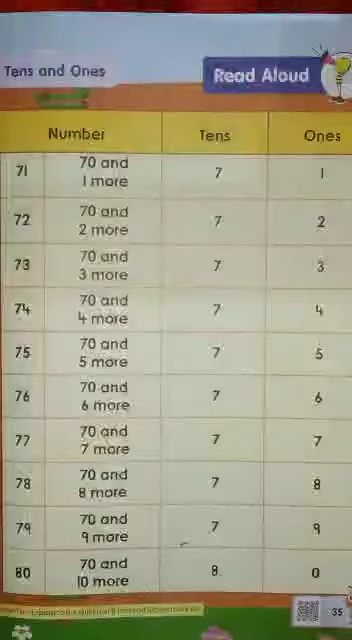 Tens and Ones
Read Aloud
Number Tens Ones
71 70 and 1 more 7 1
72 70 and 2 more 7 2
73 70 and 3 more 7 3
74 70 and 4 more 7 4
75 70 and 5 more 7 5
76 70 and 6 more 7 6
77 70 and 7 more 7 7
78 70 and 8 more 7 8
79 70 and 9 more 7 9
80 70 and 10 more 8 0
35